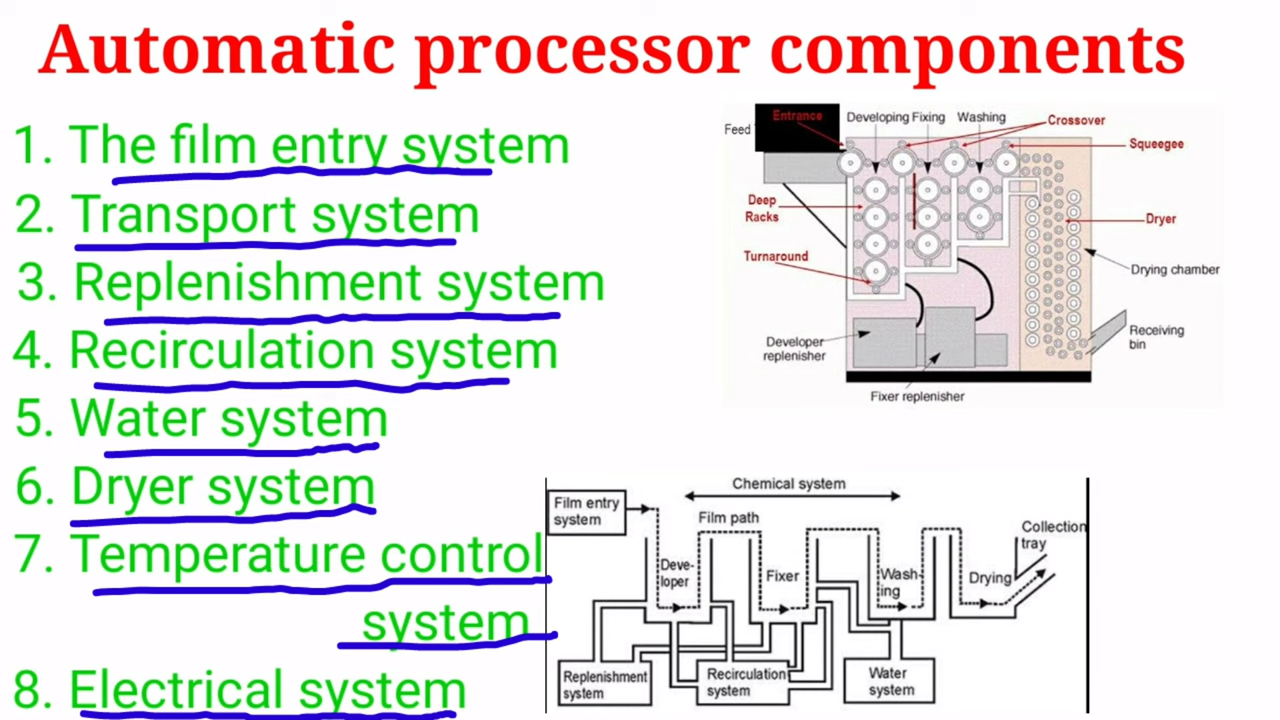 Automatic processor components
1. The film entry system
2. Transport system
3. Replenishment system
4. Recirculation system
5. Water system
6. Dryer system
7. Temperature control
system
8. Electrical system
Entrance
Feed
Developing Fixing Washing
Crossover
Squeegee
Deep
Racks
Dryer
Turnaround
Drying chamber
Developer
replenisher
Receiving
bin
Fixer replenisher
Chemical system
Film entry
system
Film path
Collection
tray
Deve-
loper
Fixer
Wash-
ing
Drying
Replenishment
system
Recirculation
system
Water
system